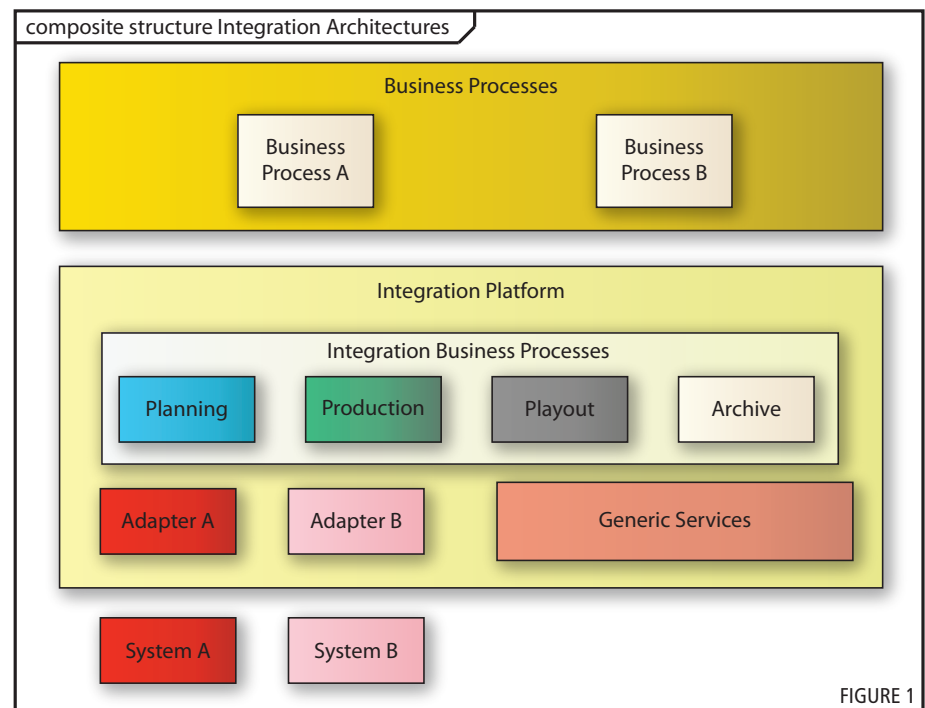 composite structure Integration Architectures
Business Processes
Business
Process A
Business
Process B
Integration Platform
Integration Business Processes
Planning
Production
Playout
Archive
Adapter A
Adapter B
Generic Services
System A
System B
FIGURE 1